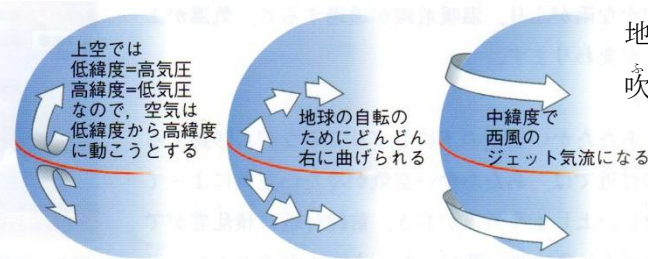 上空では
低緯度=高気圧
高緯度=低気圧
なので，空気は
低緯度から高緯度
に動こうとする
地球の自転の
ためにどんどん
右に曲げられる
中緯度で
西風の
ジェット気流になる
地
ふ
吹